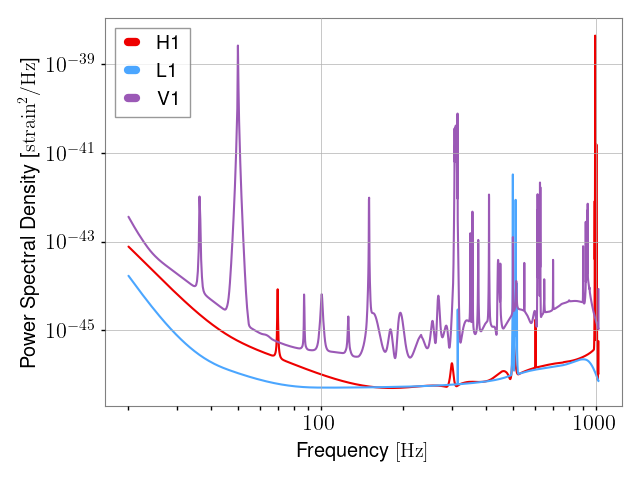 H1
L1
V1
10⁻³⁹
10⁻⁴¹
10⁻⁴³
10⁻⁴⁵
Power Spectral Density [strain²/Hz]
100
1000
Frequency [Hz]